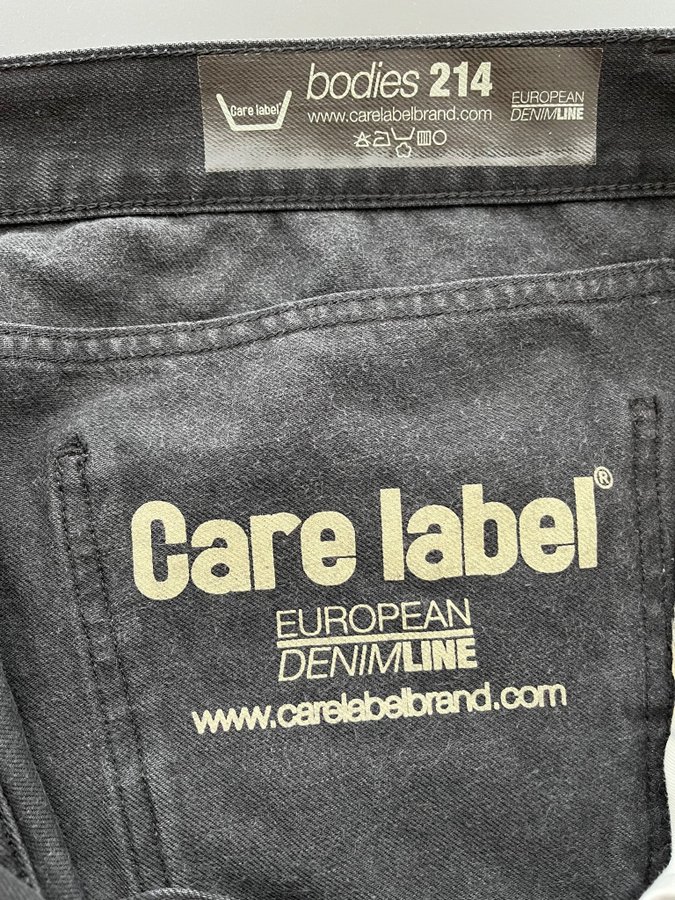 Care label
bodies 214
www.carelabelbrand.com
EUROPEAN
DENIMLINE
Care label®
EUROPEAN
DENIMLINE
www.carelabelbrand.com